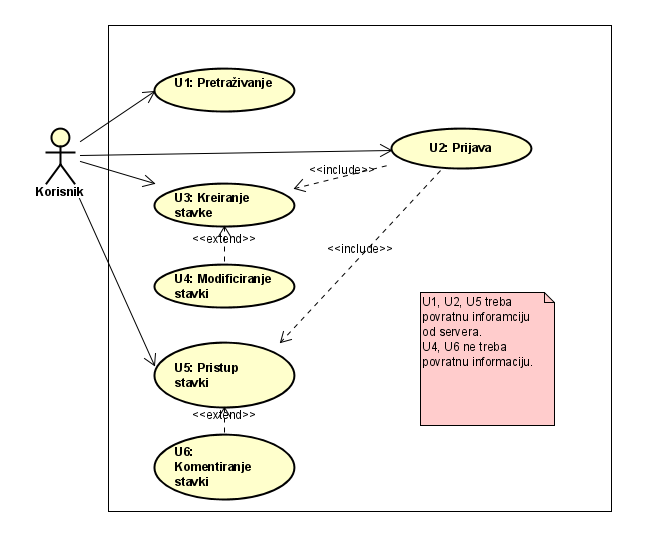 U1: Pretraživanje
U2: Prijava
<<include>>
Korisnik
U3: Kreiranje
stavke
<<extend>>
<<include>>
U4: Modificiranje
stavki
U1, U2, U5 treba
povratnu inforamciju
od servera.
U4, U6 ne treba
povratnu informaciju.
U5: Pristup
stavki
<<extend>>
U6:
Komentiranje
stavki